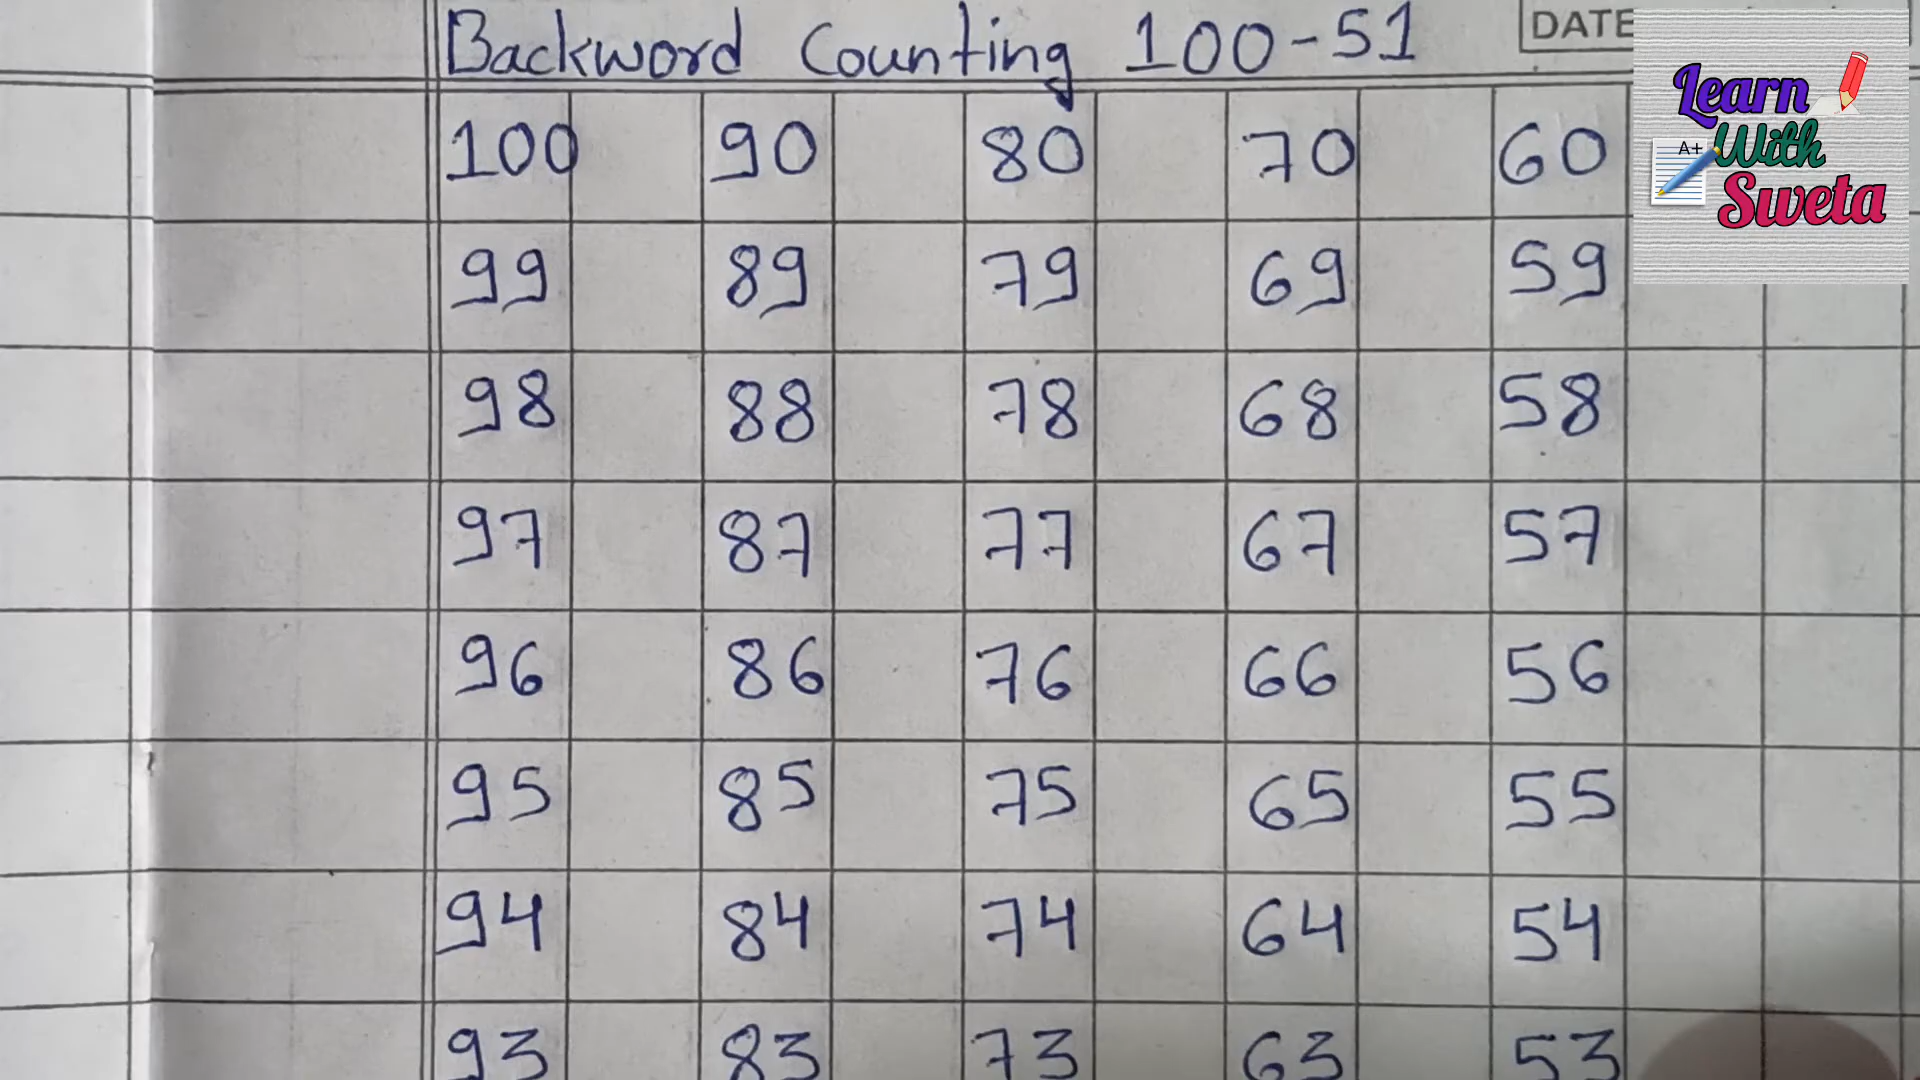 Backword Counting 100-51
DATE
Learn
With
Sweta
A+
100 90 80 70 60
99 89 79 69 59
98 88 78 68 58
97 87 77 67 57
96 86 76 66 56
95 85 75 65 55
94 84 74 64 54
93 83 73 63 53